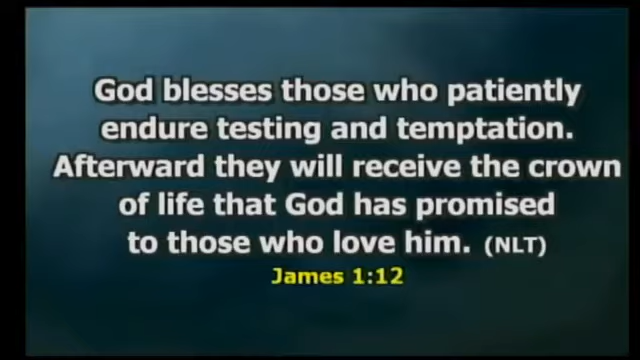 God blesses those who patiently
endure testing and temptation.
Afterward they will receive the crown
of life that God has promised
to those who love him. (NLT)
James 1:12